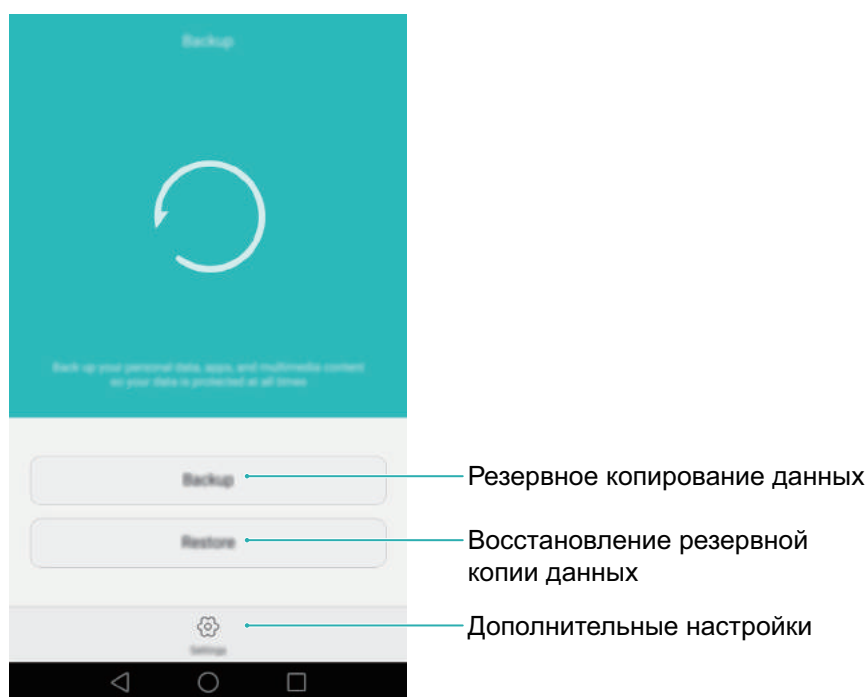 Backup
Back up your personal data, apps, and multimedia content
so your data is protected at all times
Backup
Резервное копирование данных
Restore
Восстановление резервной
копии данных
Settings
Дополнительные настройки